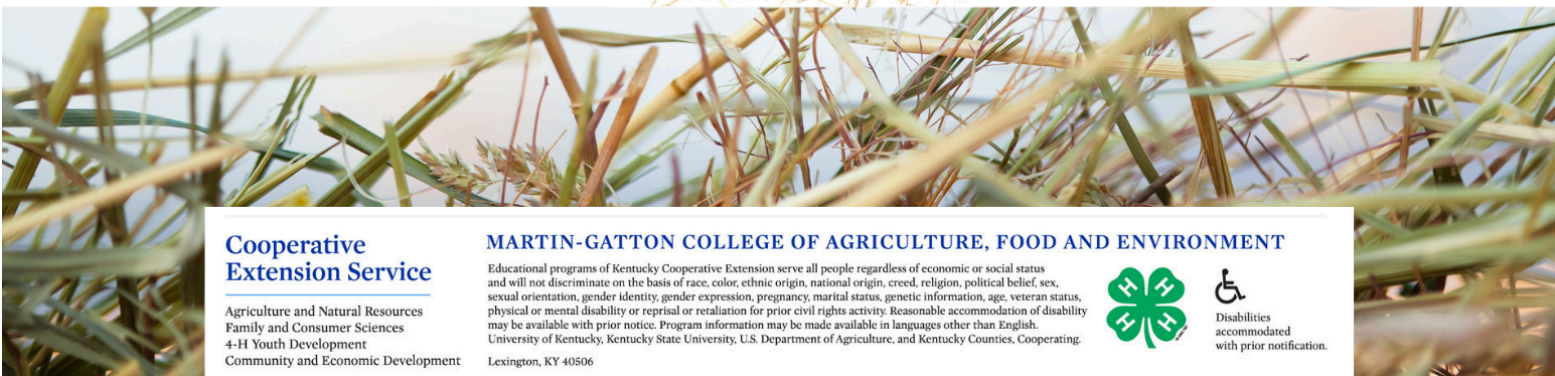 Cooperative
Extension Service
Agriculture and Natural Resources
Family and Consumer Sciences
4-H Youth Development
Community and Economic Development
MARTIN-GATTON COLLEGE OF AGRICULTURE, FOOD AND ENVIRONMENT
Educational programs of Kentucky Cooperative Extension serve all people regardless of economic or social status
and will not discriminate on the basis of race, color, ethnic origin, national origin, creed, religion, political belief, sex,
sexual orientation, gender identity, gender expression, pregnancy, marital status, genetic information, age, veteran status,
physical or mental disability or reprisal or retaliation for prior civil rights activity. Reasonable accommodation of disability
may be available with prior notice. Program information may be made available in languages other than English.
University of Kentucky, Kentucky State University, U.S. Department of Agriculture, and Kentucky Counties, Cooperating.
Lexington, KY 40506
H H
H H
Disabilities
accommodated
with prior notification.